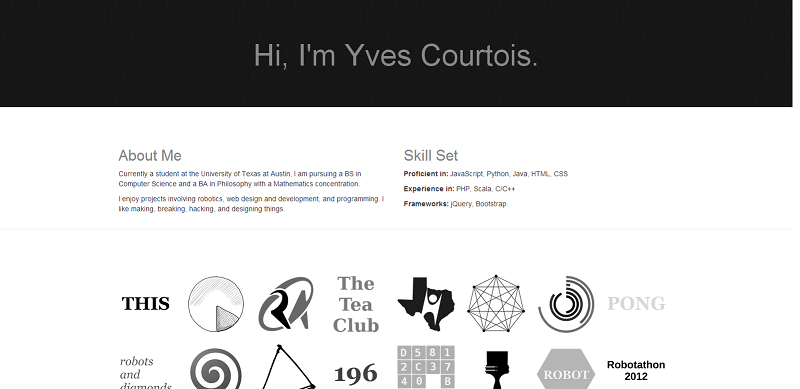 Hi, I'm Yves Courtois.
About Me
Currently a student at the University of Texas at Austin, I am pursuing a BS in
Computer Science and a BA in Philosophy with a Mathematics concentration.
I enjoy projects involving robotics, web design and development, and programming. I
like making, breaking, hacking, and designing things.
Skill Set
Proficient in: JavaScript, Python, Java, HTML, CSS
Experience in: PHP, Scala, C/C++
Frameworks: jQuery, Bootstrap
THIS
The
Tea
Club
PONG
robots
and
diamonds
196
D 5 8 1
2 C 3 7
4 0 B
ROBOT
Robotathon
2012